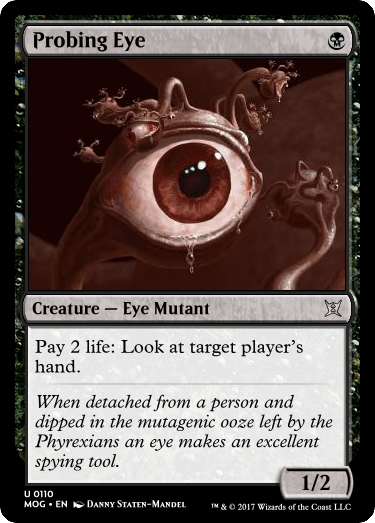 Probing Eye
Creature — Eye Mutant
Pay 2 life: Look at target player's
hand.
When detached from a person and
dipped in the mutagenic ooze left by the
Phyrexians an eye makes an excellent
spying tool.
1/2
U 0110
MOG • EN Danny Staten-Mandel
™ & © 2017 Wizards of the Coast LLC